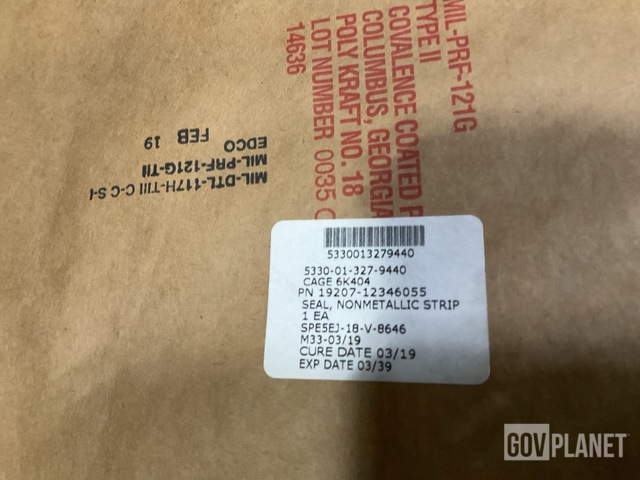 MIL-PRF-121G
TYPE II
COVALENCE COATED P
COLUMBUS, GEORGIA
POLY KRAFT NO. 18
LOT NUMBER 0035 C
14636
MIL-DTL-117H-TIII C-C S-I
MIL-PRF-121G-TII
EDCO
FEB 19
5330013279440
5330-01-327-9440
CAGE 6K404
PN 19207-12346055
SEAL, NONMETALLIC STRIP
1 EA
SPE5EJ-18-V-8646
M33-03/19
CURE DATE 03/19
EXP DATE 03/39
GOVPLANET